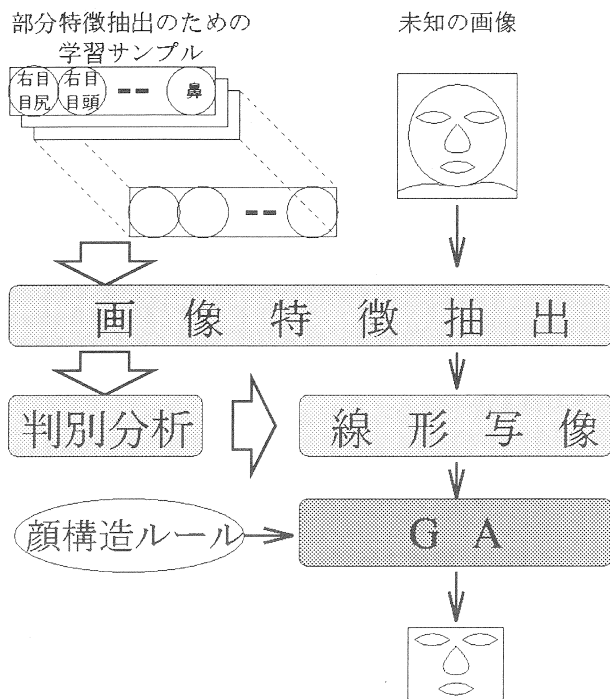 部分特徴抽出のための
学習サンプル
未知の画像
右目
目尻
右目
目頭
鼻
画像特徴抽出
判別分析
線形写像
顔構造ルール
GA